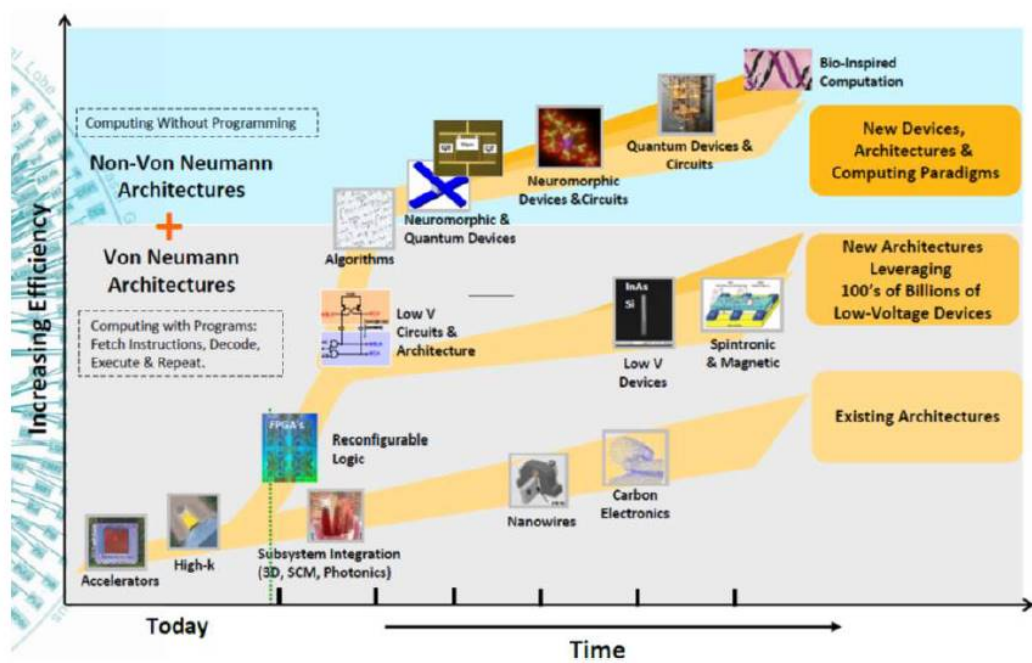 Computing Without Programming
Non-Von Neumann
Architectures
+
Von Neumann
Architectures
Computing with Programms:
Fetch Instructions, Decode,
Execute & Repeat.
Increasing Efficiency
Bio-Inspired
Computation
Quantum Devices &
Circuits
Neuromorphic
Devices &Circuits
Neuromorphic &
Quantum Devices
Algorithms
New Devices,
Architectures &
Computing Paradigms
Low V
Circuits &
Architecture
InAs
Si
Low V
Devices
Spintronic
& Magnetic
New Architectures
Leveraging
100's of Billions of
Low-Voltage Devices
FPGA's
Reconfigurable
Logic
Existing Architectures
Nanowires
Carbon
Electronics
Accelerators
High-k
Subsystem Integration
(3D, SCM, Photonics)
Today
Time